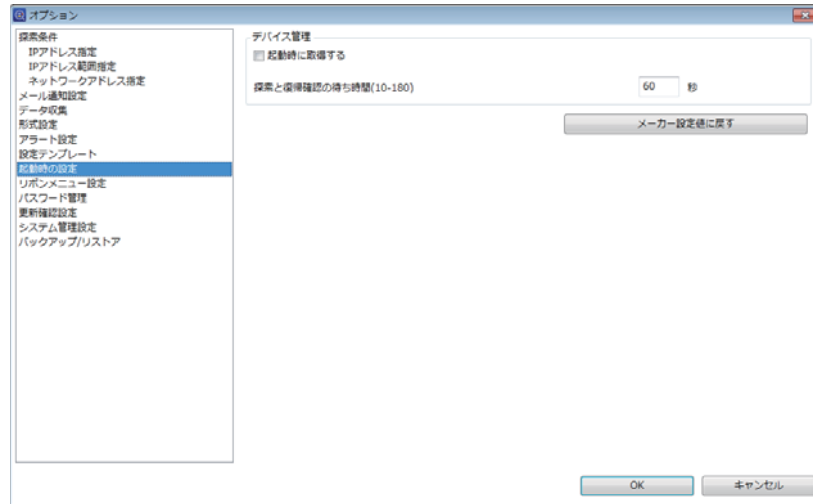 オプション
探索条件
IPアドレス指定
IPアドレス範囲指定
ネットワークアドレス指定
メール通知設定
データ収集
形式設定
アラート設定
設定テンプレート
起動時の設定
リボンメニュー設定
パスワード管理
更新確認設定
システム管理設定
バックアップ/リストア
デバイス管理
起動時に取得する
探索と復帰確認の待ち時間(10-180)
60 秒
メーカー設定値に戻す
OK
キャンセル